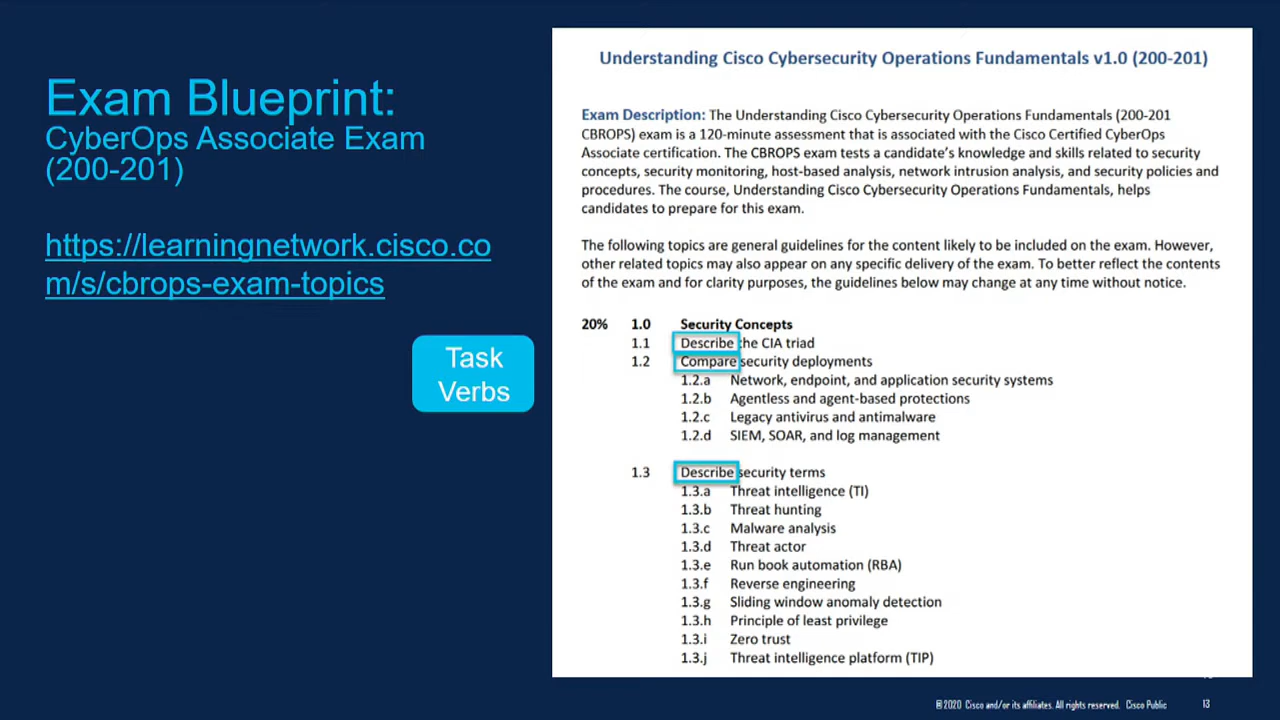 Exam Blueprint:
CyberOps Associate Exam
(200-201)
https://learningnetwork.cisco.co
m/s/cbrops-exam-topics
Task
Verbs
Understanding Cisco Cybersecurity Operations Fundamentals v1.0 (200-201)
Exam Description: The Understanding Cisco Cybersecurity Operations Fundamentals (200-201
CBROPS) exam is a 120-minute assessment that is associated with the Cisco Certified CyberOps
Associate certification. The CBROPS exam tests a candidate's knowledge and skills related to security
concepts, security monitoring, host-based analysis, network intrusion analysis, and security policies and
procedures. The course, Understanding Cisco Cybersecurity Operations Fundamentals, helps
candidates to prepare for this exam.
The following topics are general guidelines for the content likely to be included on the exam. However,
other related topics may also appear on any specific delivery of the exam. To better reflect the contents
of the exam and for clarity purposes, the guidelines below may change at any time without notice.
20% 1.0 Security Concepts
1.1 Describe the CIA triad
1.2 Compare security deployments
1.2.a Network, endpoint, and application security systems
1.2.b Agentless and agent-based protections
1.2.c Legacy antivirus and antimalware
1.2.d SIEM, SOAR, and log management
1.3 Describe security terms
1.3.a Threat intelligence (TI)
1.3.b Threat hunting
1.3.c Malware analysis
1.3.d Threat actor
1.3.e Run book automation (RBA)
1.3.f Reverse engineering
1.3.g Sliding window anomaly detection
1.3.h Principle of least privilege
1.3.i Zero trust
1.3.j Threat intelligence platform (TIP)
© 2020 Cisco and/or its affiliates. All rights reserved. Cisco Public 13